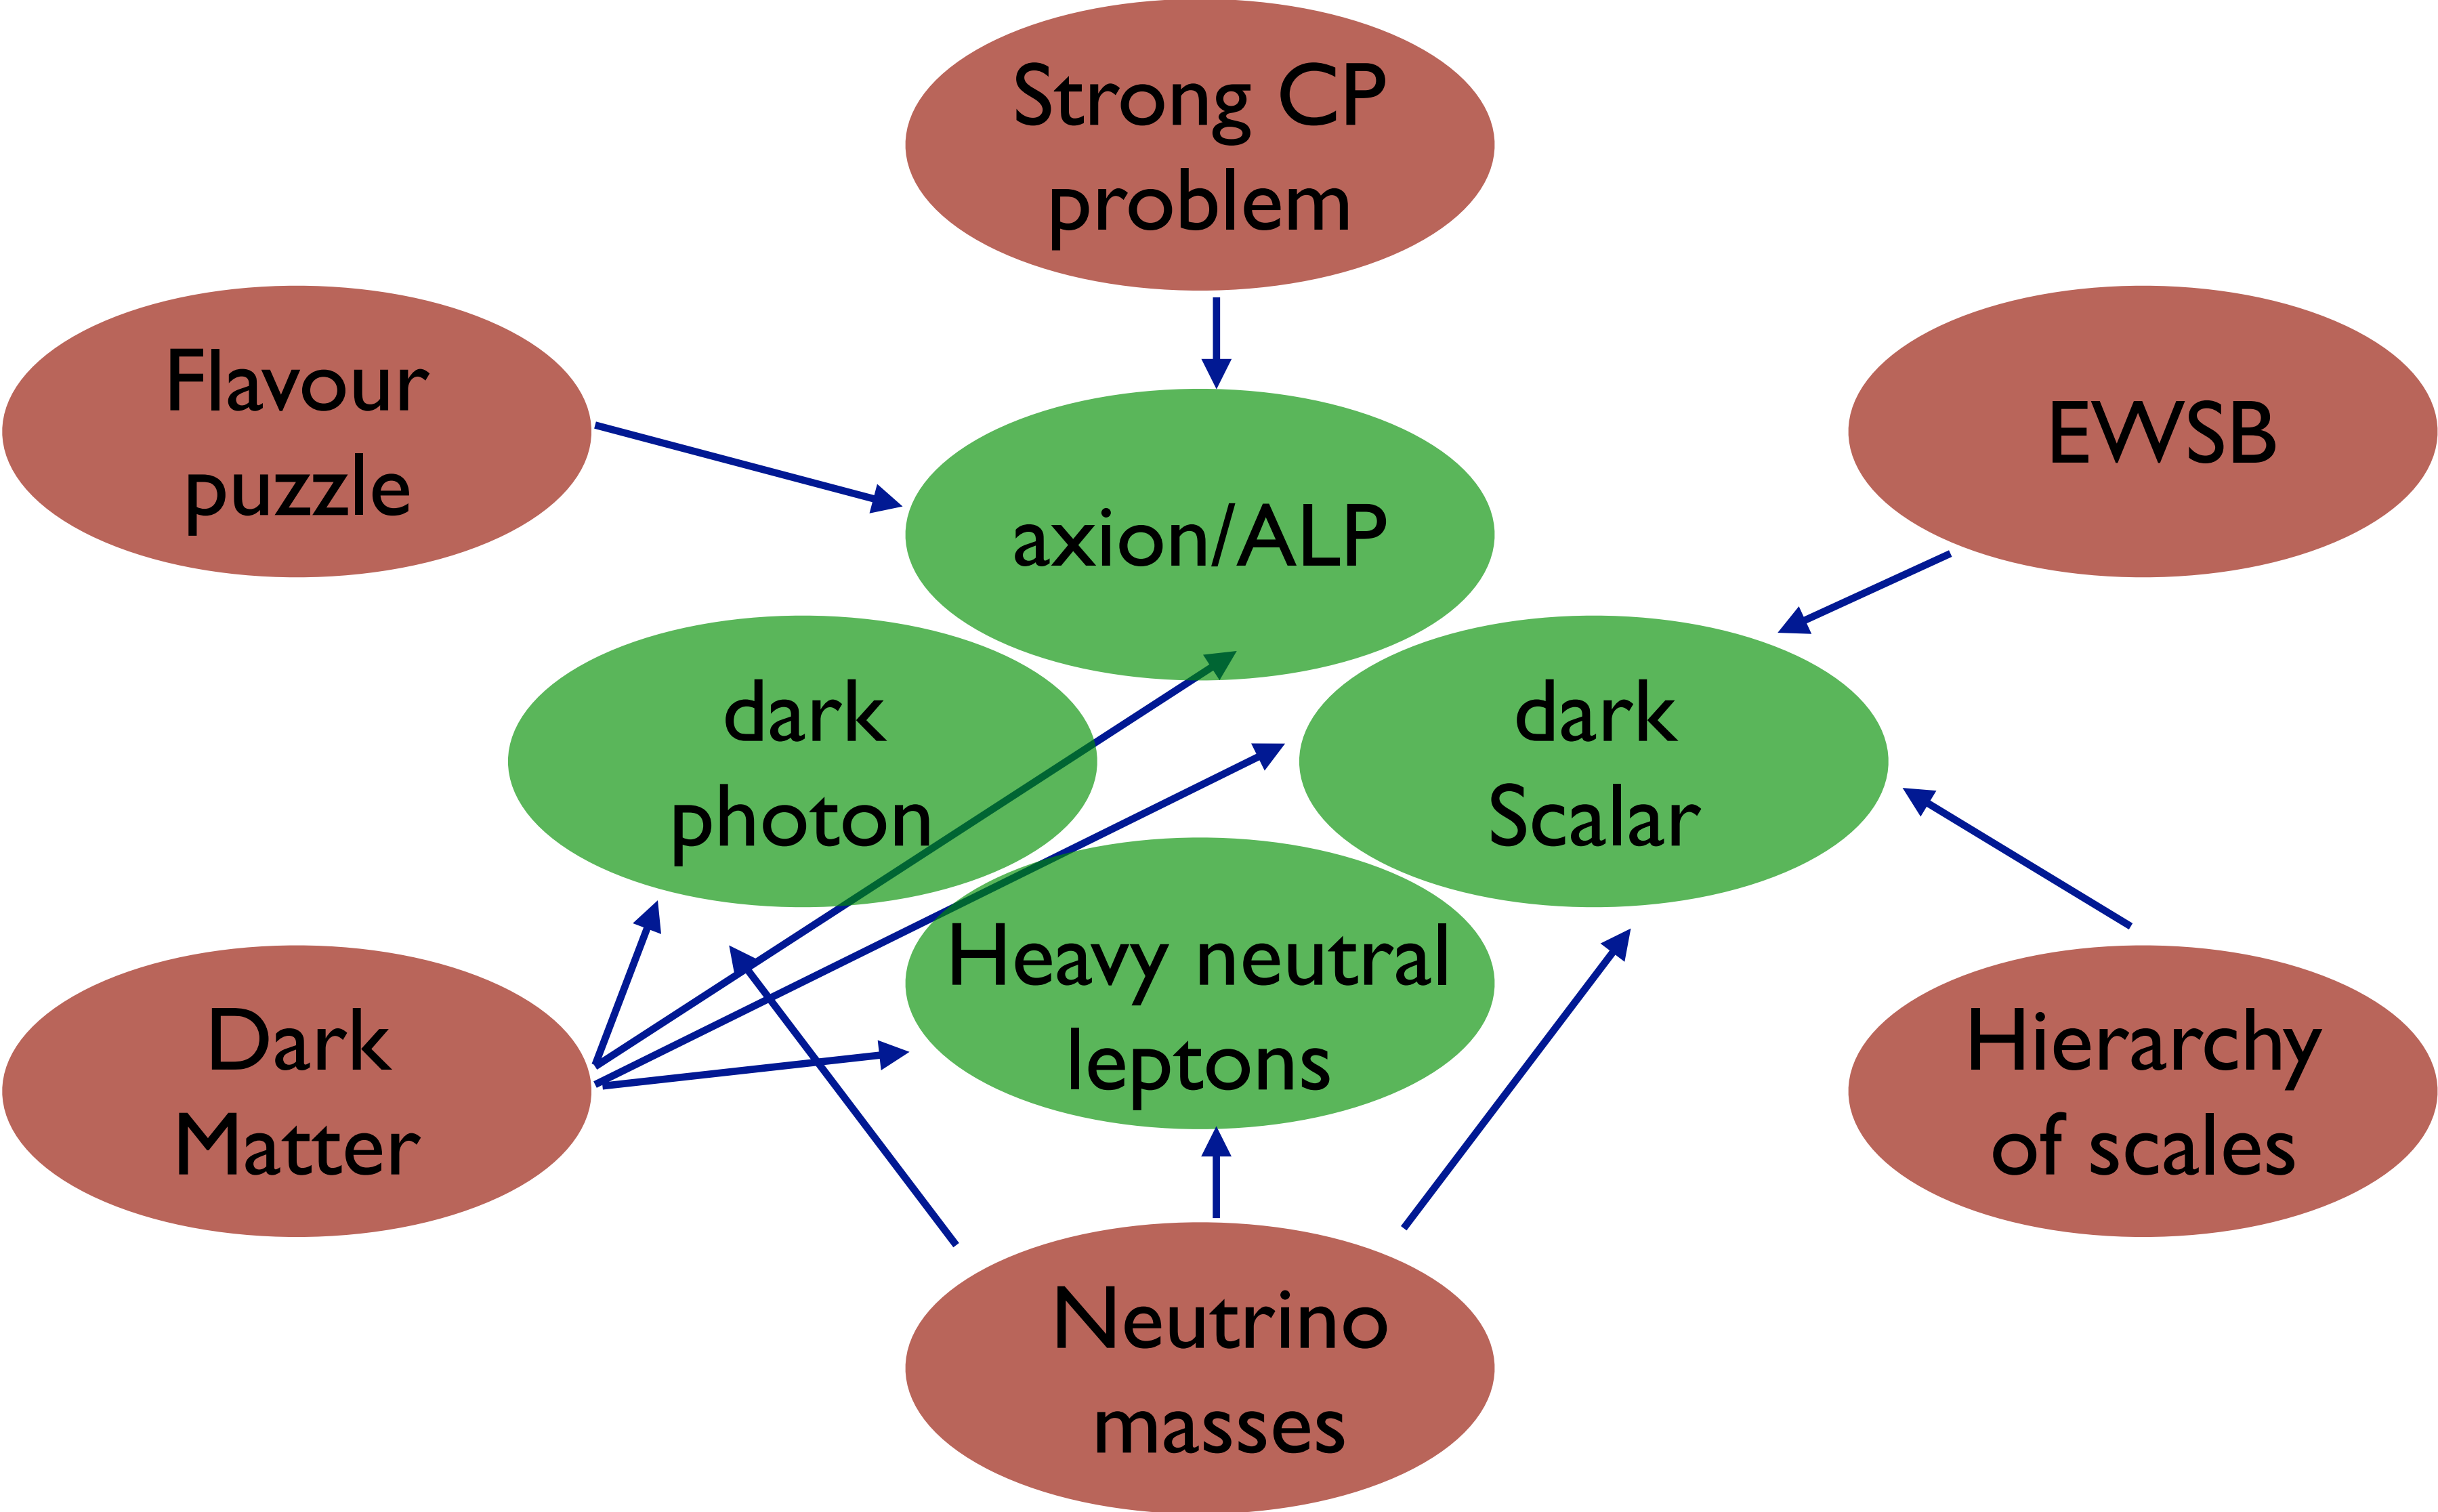 Strong CP
problem
Flavour
puzzle
EWSB
axion/ALP
dark
photon
dark
Scalar
Heavy neutral
leptons
Dark
Matter
Hierarchy
of scales
Neutrino
masses